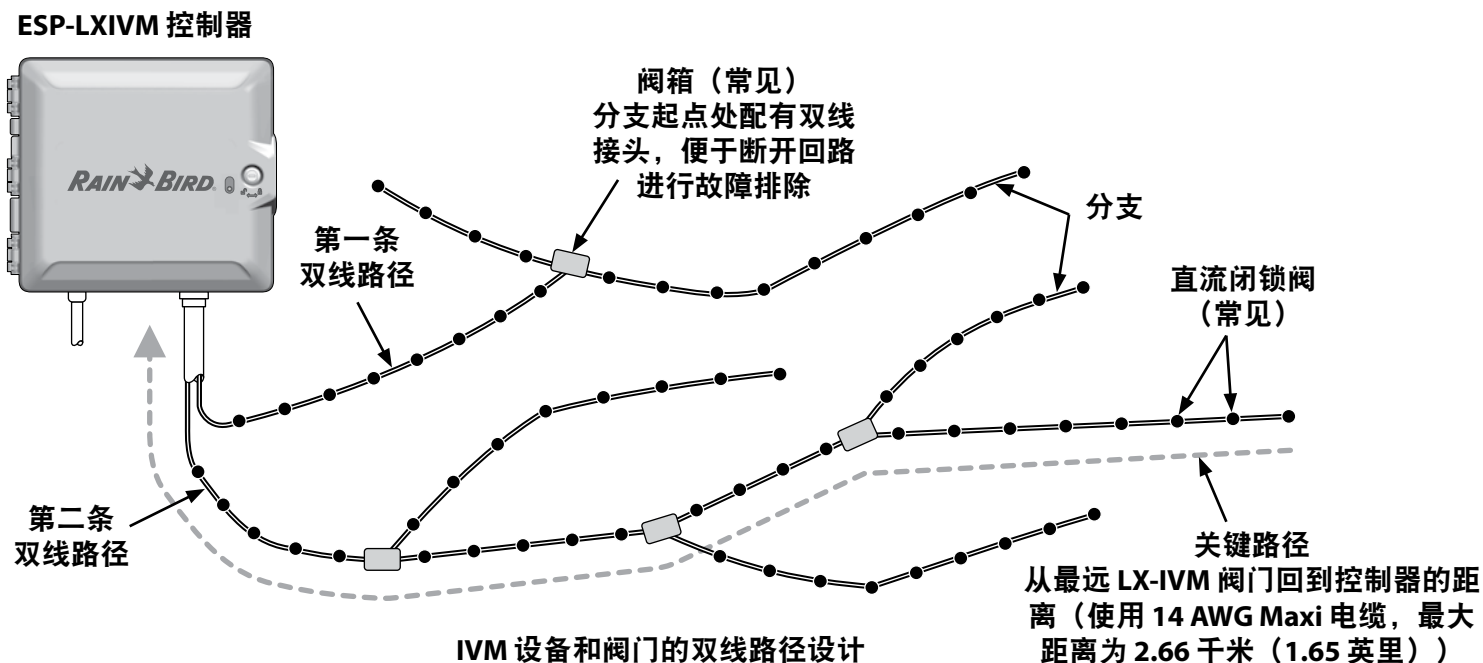 ESP-LXIVM 控制器
RAIN BIRD
阀箱（常见）
分支起点处配有双线
接头，便于断开回路
进行故障排除
分支
第一条
双线路径
直流闭锁阀
（常见）
第二条
双线路径
关键路径
从最远 LX-IVM 阀门回到控制器的距
离（使用 14 AWG Maxi 电缆，最大
距离为 2.66 千米（1.65 英里））
IVM 设备和阀门的双线路径设计